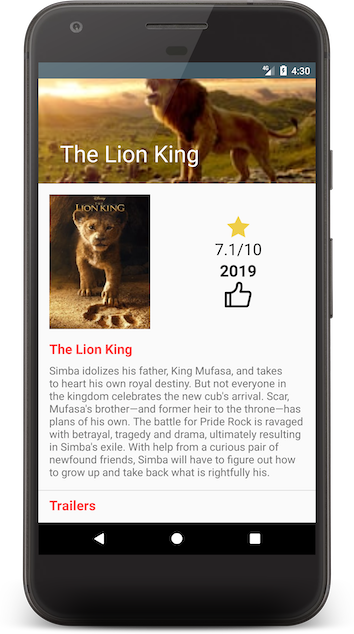 4G 4:30
The Lion King
Disney
THE
LION KING
7.1/10
2019
The Lion King
Simba idolizes his father, King Mufasa, and takes
to heart his own royal destiny. But not everyone in
the kingdom celebrates the new cub's arrival. Scar,
Mufasa's brother—and former heir to the throne—has
plans of his own. The battle for Pride Rock is ravaged
with betrayal, tragedy and drama, ultimately resulting
in Simba's exile. With help from a curious pair of
newfound friends, Simba will have to figure out how
to grow up and take back what is rightfully his.
Trailers